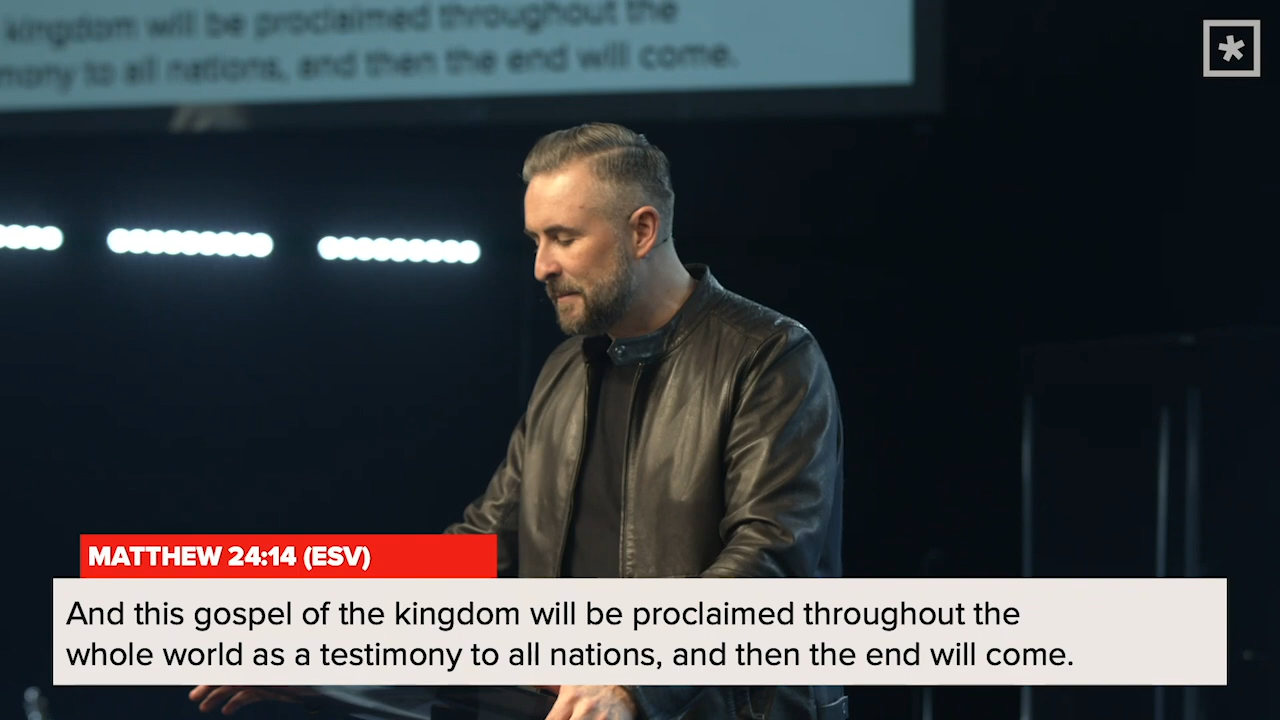 kingdom will be proclaimed throughout the
to all nations, and then the end will come.
MATTHEW 24:14 (ESV)
And this gospel of the kingdom will be proclaimed throughout the
whole world as a testimony to all nations, and then the end will come.